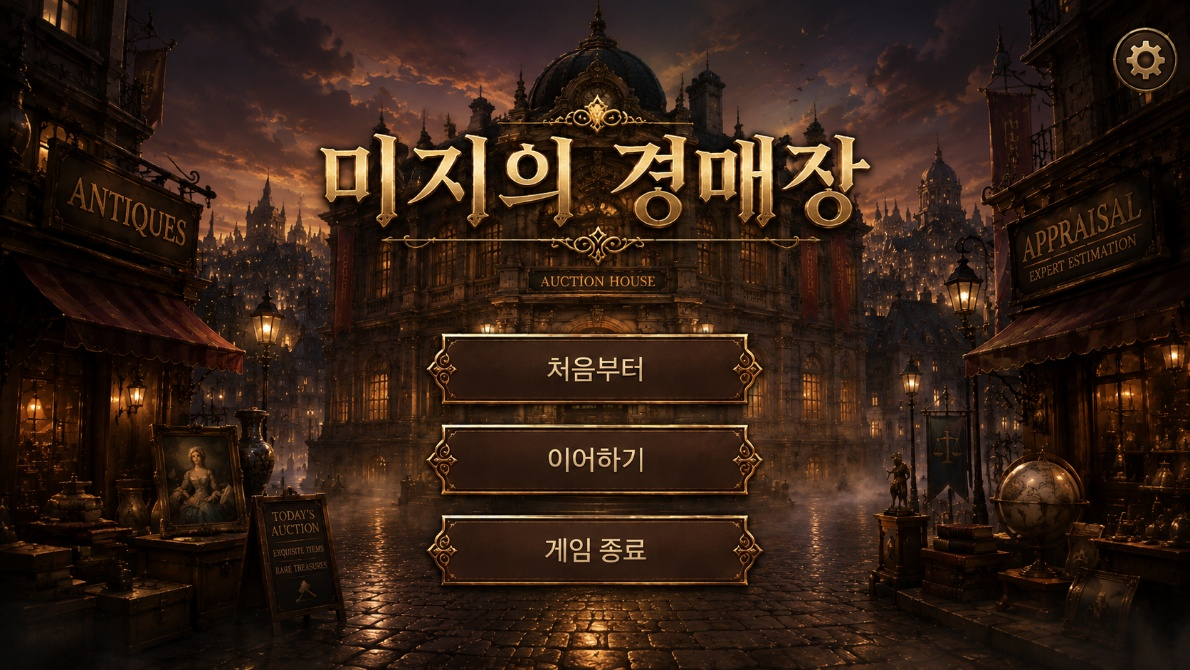 미지의 경매장
ANTIQUES
AUCTION HOUSE
APPRAISAL
EXPERT ESTIMATION
처음부터
이어하기
게임 종료
TODAY'S
AUCTION
EXQUISITE ITEMS
RARE TREASURES